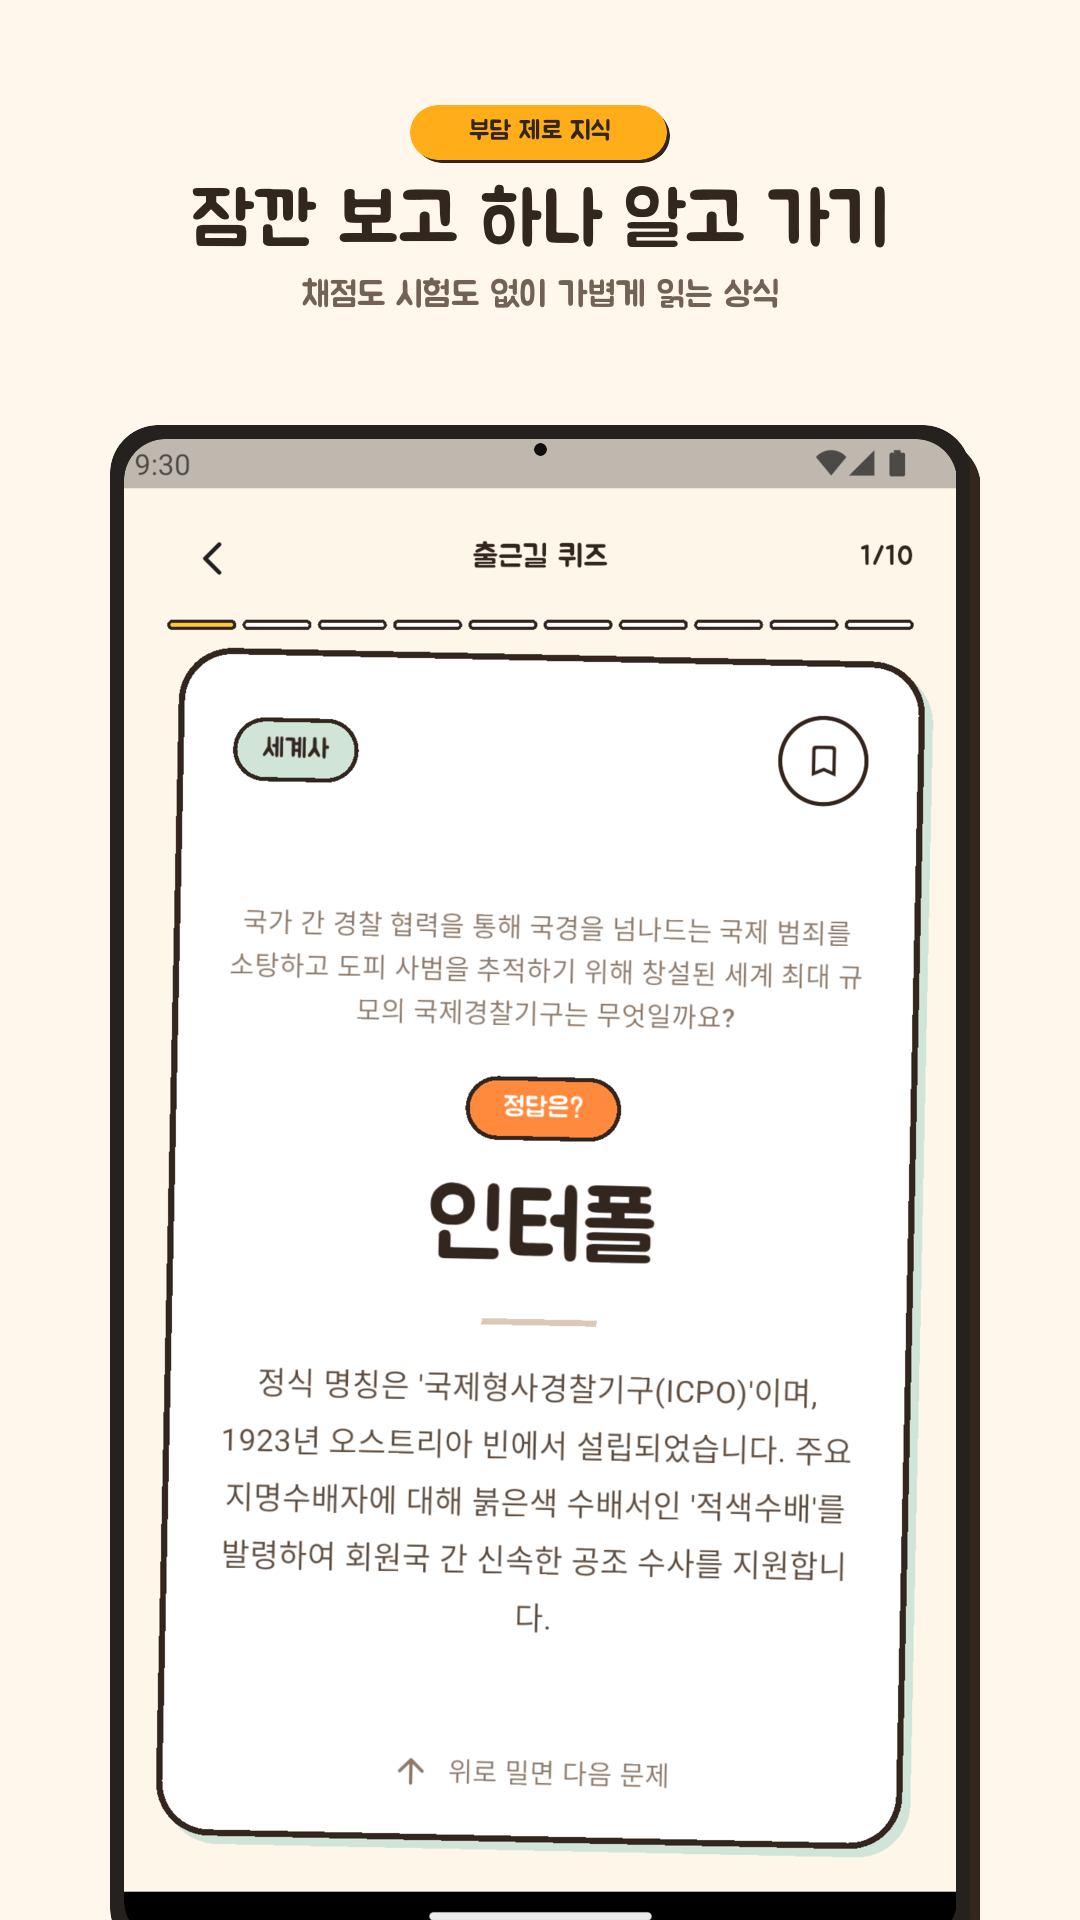 부담 제로 지식
잠깐 보고 하나 알고 가기
채점도 시험도 없이 가볍게 읽는 상식
9:30
출근길 퀴즈
1/10
세계사
국가 간 경찰 협력을 통해 국경을 넘나드는 국제 범죄를
소탕하고 도피 사범을 추적하기 위해 창설된 세계 최대 규
모의 국제경찰기구는 무엇일까요?
정답은?
인터폴
정식 명칭은 '국제형사경찰기구(ICPO)'이며,
1923년 오스트리아 빈에서 설립되었습니다. 주요
지명수배자에 대해 붉은색 수배서인 '적색수배'를
발령하여 회원국 간 신속한 공조 수사를 지원합니
다.
위로 밀면 다음 문제